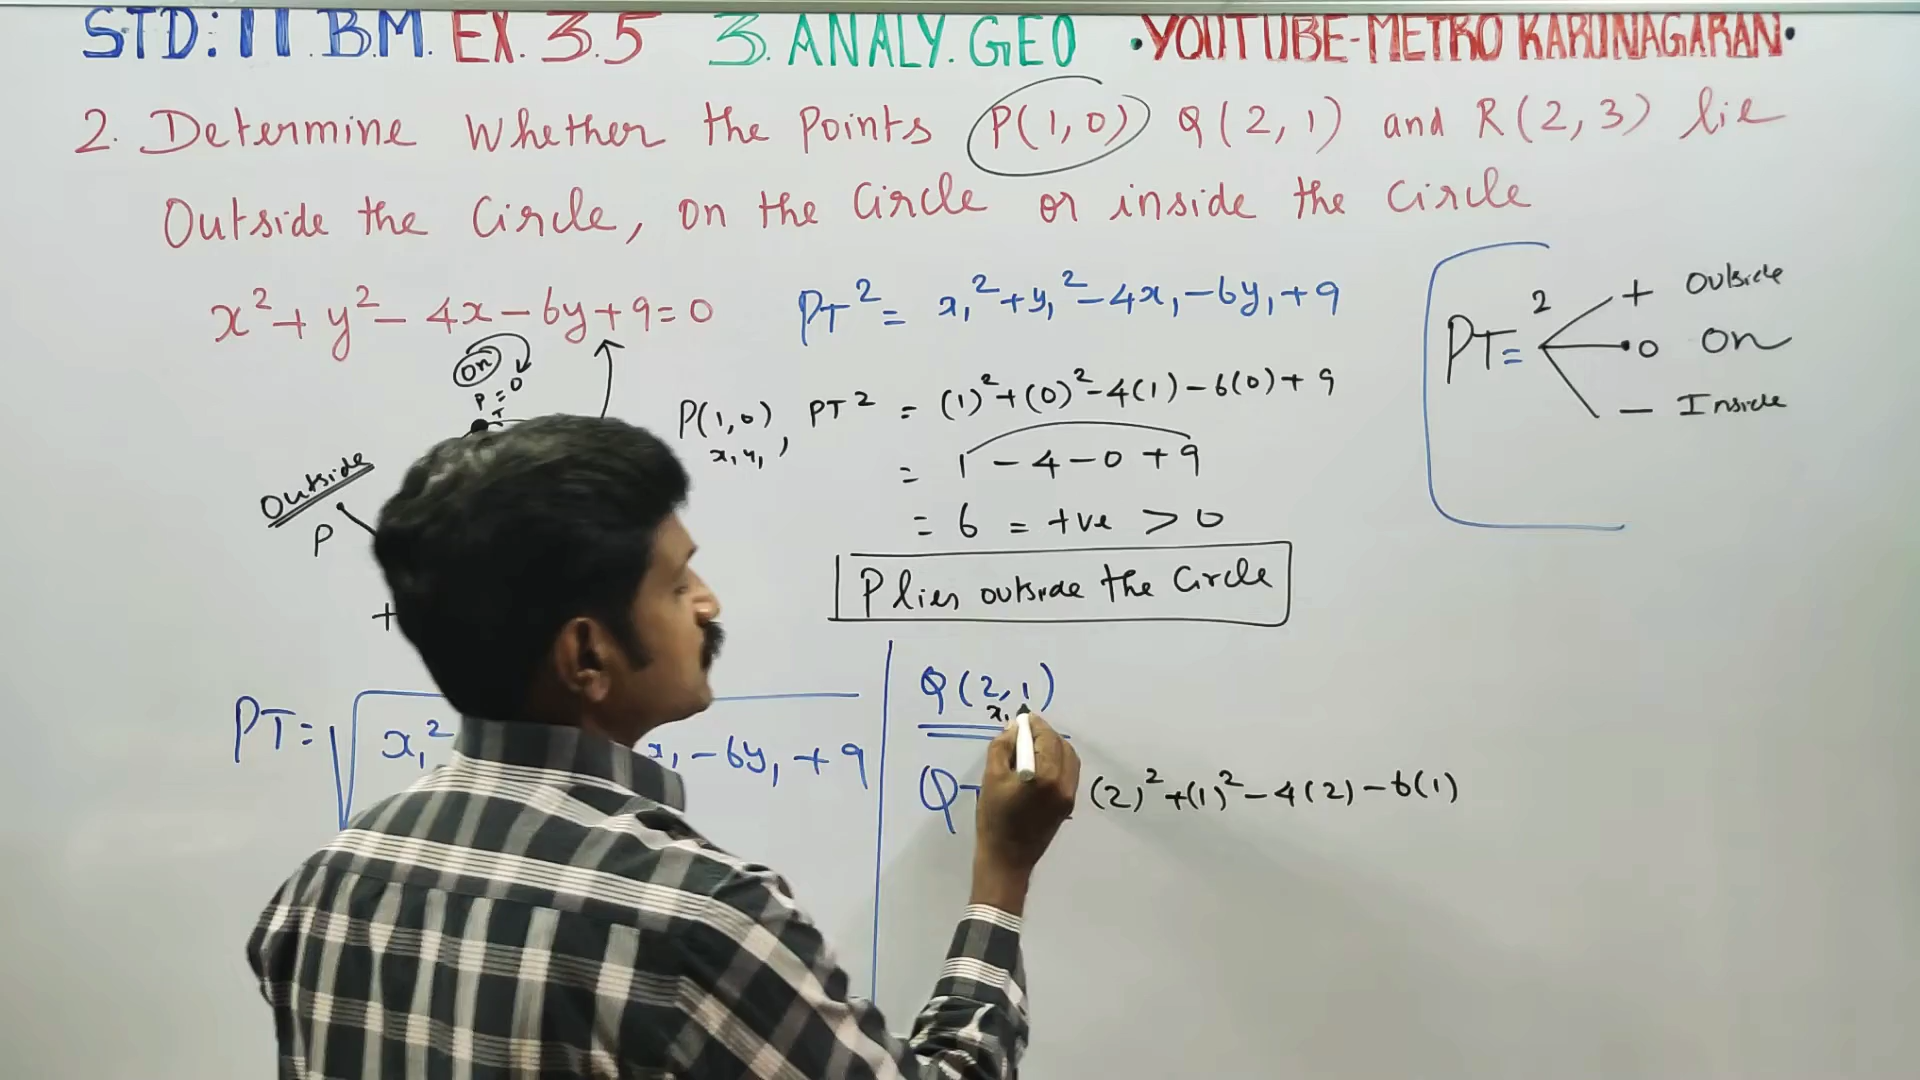 STD: 11.B.M. EX. 3.5 3. ANALY. GEO •YOUTUBE-METRO KARUNAGARAN•
2. Determine Whether the Points P(1,0) Q(2,1) and R(2,3) lie
Outside the Circle, on the Circle or inside the Circle
x² + y² - 4x - 6y + 9 = 0
PT² = x₁² + y₁² - 4x₁ - 6y₁ + 9
PT² =
+ Outside
0 On
- Inside
On
P = 0
T
Outside
P
+
P(1,0), PT² = (1)² + (0)² - 4(1) - 6(0) + 9
x₁ y₁
= 1 - 4 - 0 + 9
= 6 = +ve > 0
P lies outside the Circle
PT = √ x₁² x₁ - 6y₁ + 9
Q(2,1)
x₁
(2)² + (1)² - 4(2) - 6(1)